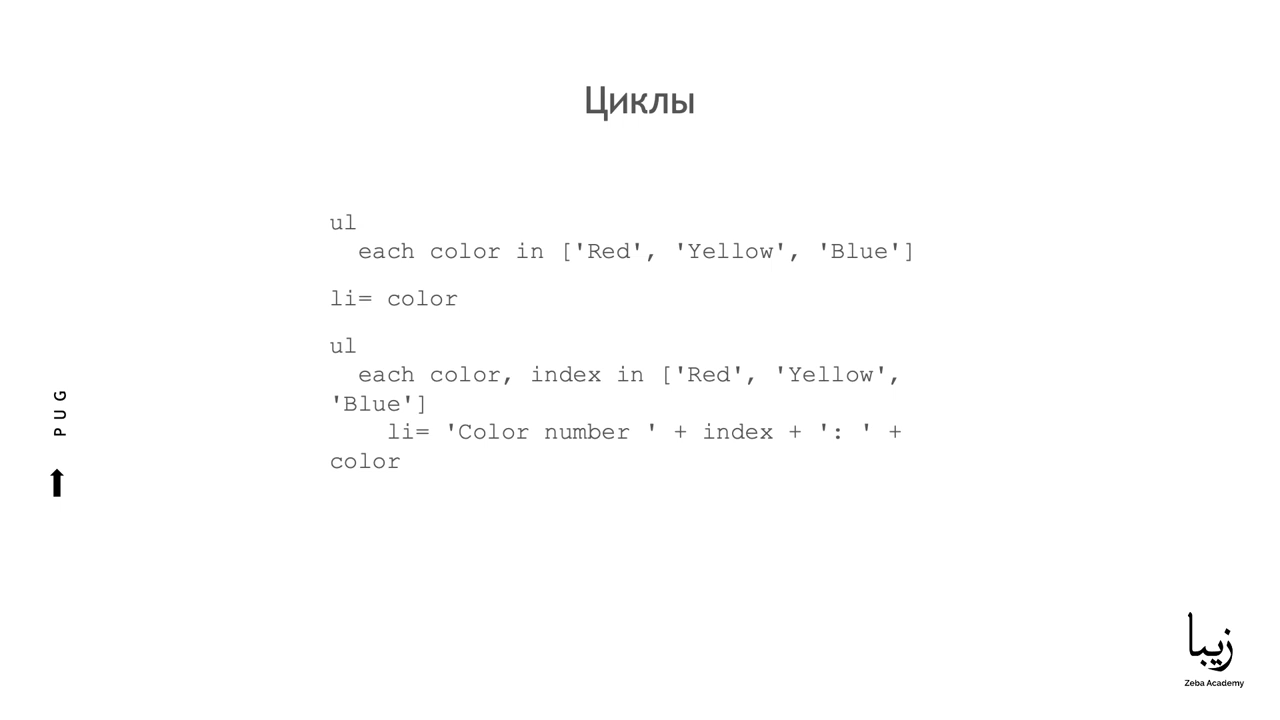 Циклы
ul
  each color in ['Red', 'Yellow', 'Blue']
li= color
ul
  each color, index in ['Red', 'Yellow',
'Blue']
    li= 'Color number ' + index + ': ' +
color
PUG
زيبا
Zeba Academy